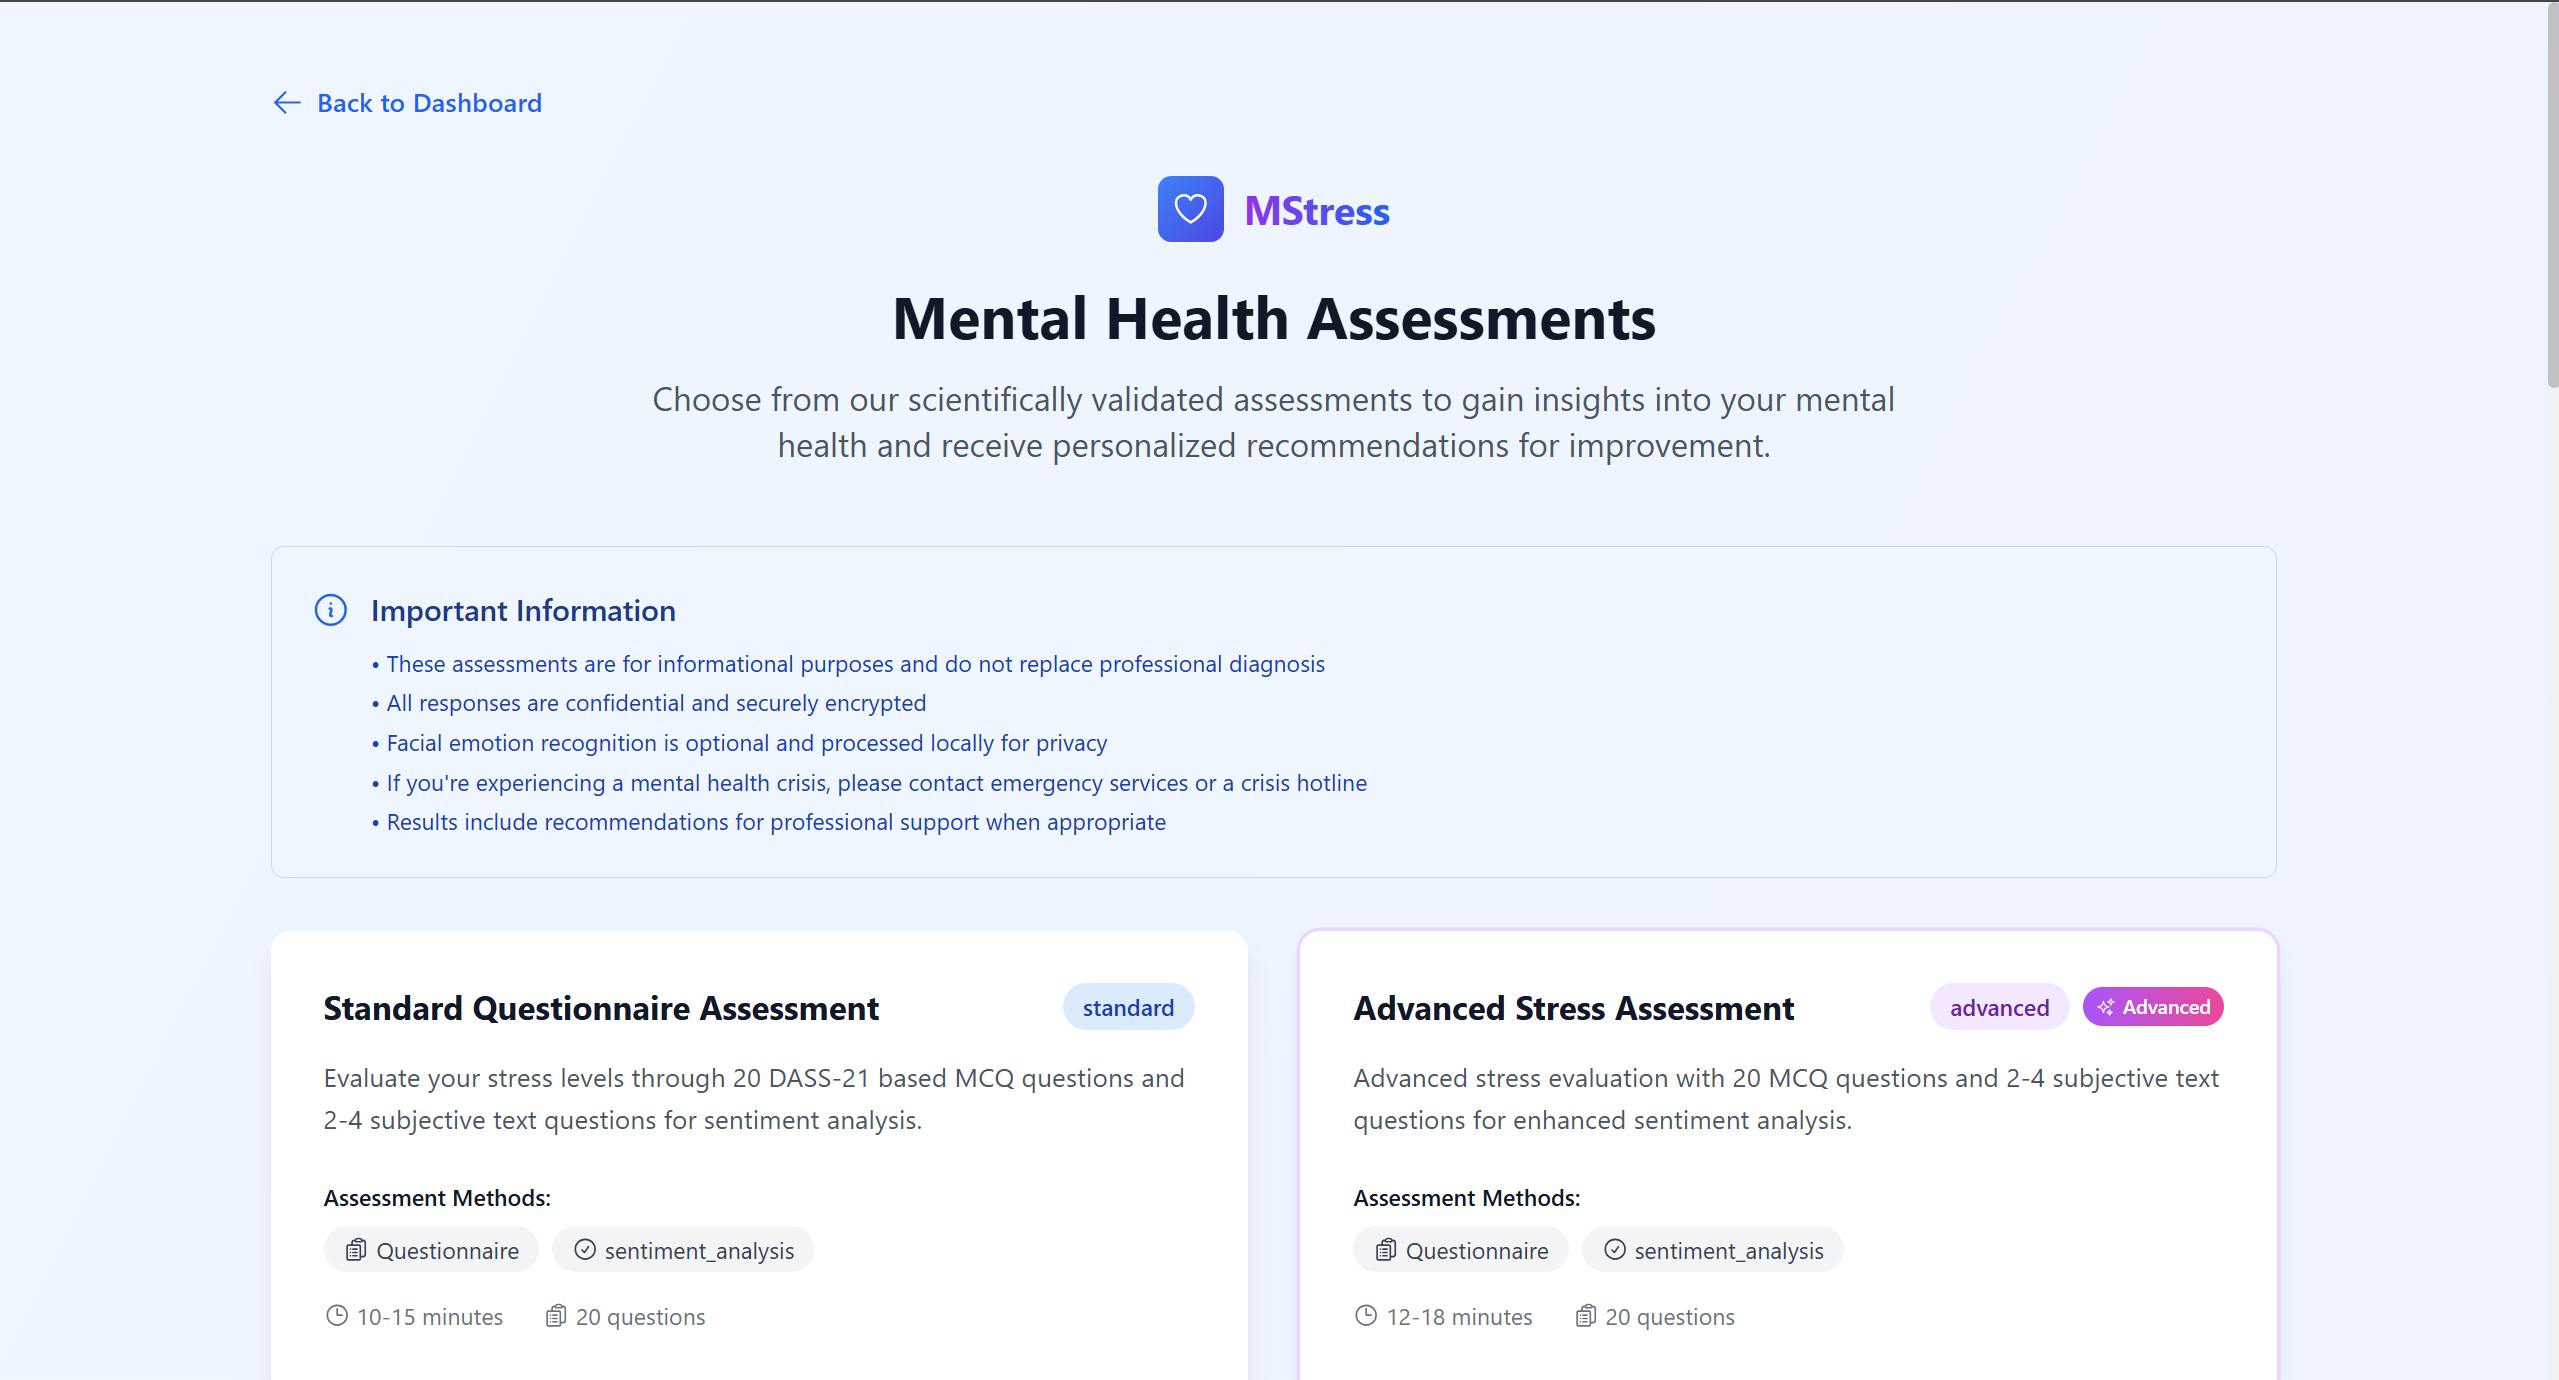 Back to Dashboard
MStress
Mental Health Assessments
Choose from our scientifically validated assessments to gain insights into your mental
health and receive personalized recommendations for improvement.
Important Information
• These assessments are for informational purposes and do not replace professional diagnosis
• All responses are confidential and securely encrypted
• Facial emotion recognition is optional and processed locally for privacy
• If you're experiencing a mental health crisis, please contact emergency services or a crisis hotline
• Results include recommendations for professional support when appropriate
Standard Questionnaire Assessment
standard
Evaluate your stress levels through 20 DASS-21 based MCQ questions and
2-4 subjective text questions for sentiment analysis.
Assessment Methods:
Questionnaire
sentiment_analysis
10-15 minutes
20 questions
Advanced Stress Assessment
advanced
Advanced
Advanced stress evaluation with 20 MCQ questions and 2-4 subjective text
questions for enhanced sentiment analysis.
Assessment Methods:
Questionnaire
sentiment_analysis
12-18 minutes
20 questions